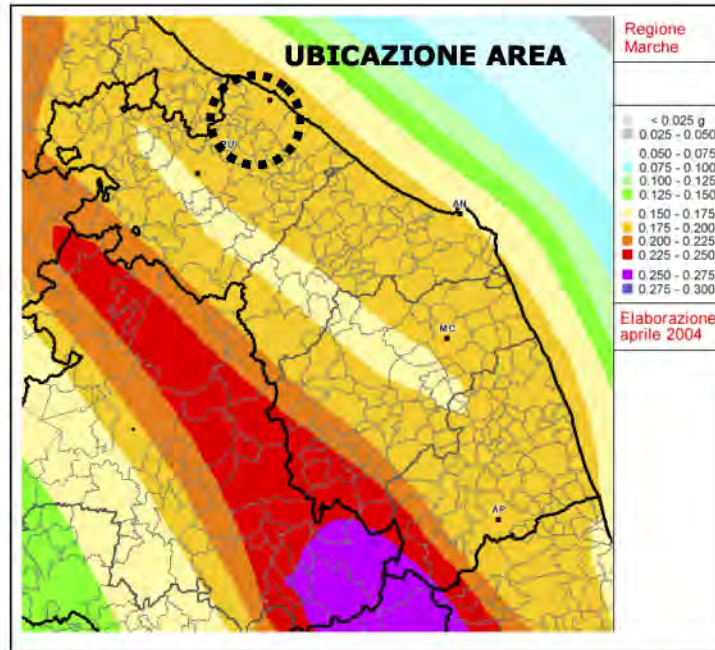 UBICAZIONE AREA
Regione
Marche
< 0.025 g
0.025 - 0.050
0.050 - 0.075
0.075 - 0.100
0.100 - 0.125
0.125 - 0.150
0.150 - 0.175
0.175 - 0.200
0.200 - 0.225
0.225 - 0.250
0.250 - 0.275
0.275 - 0.300
Elaborazione
aprile 2004
PU
AN
MC
AP